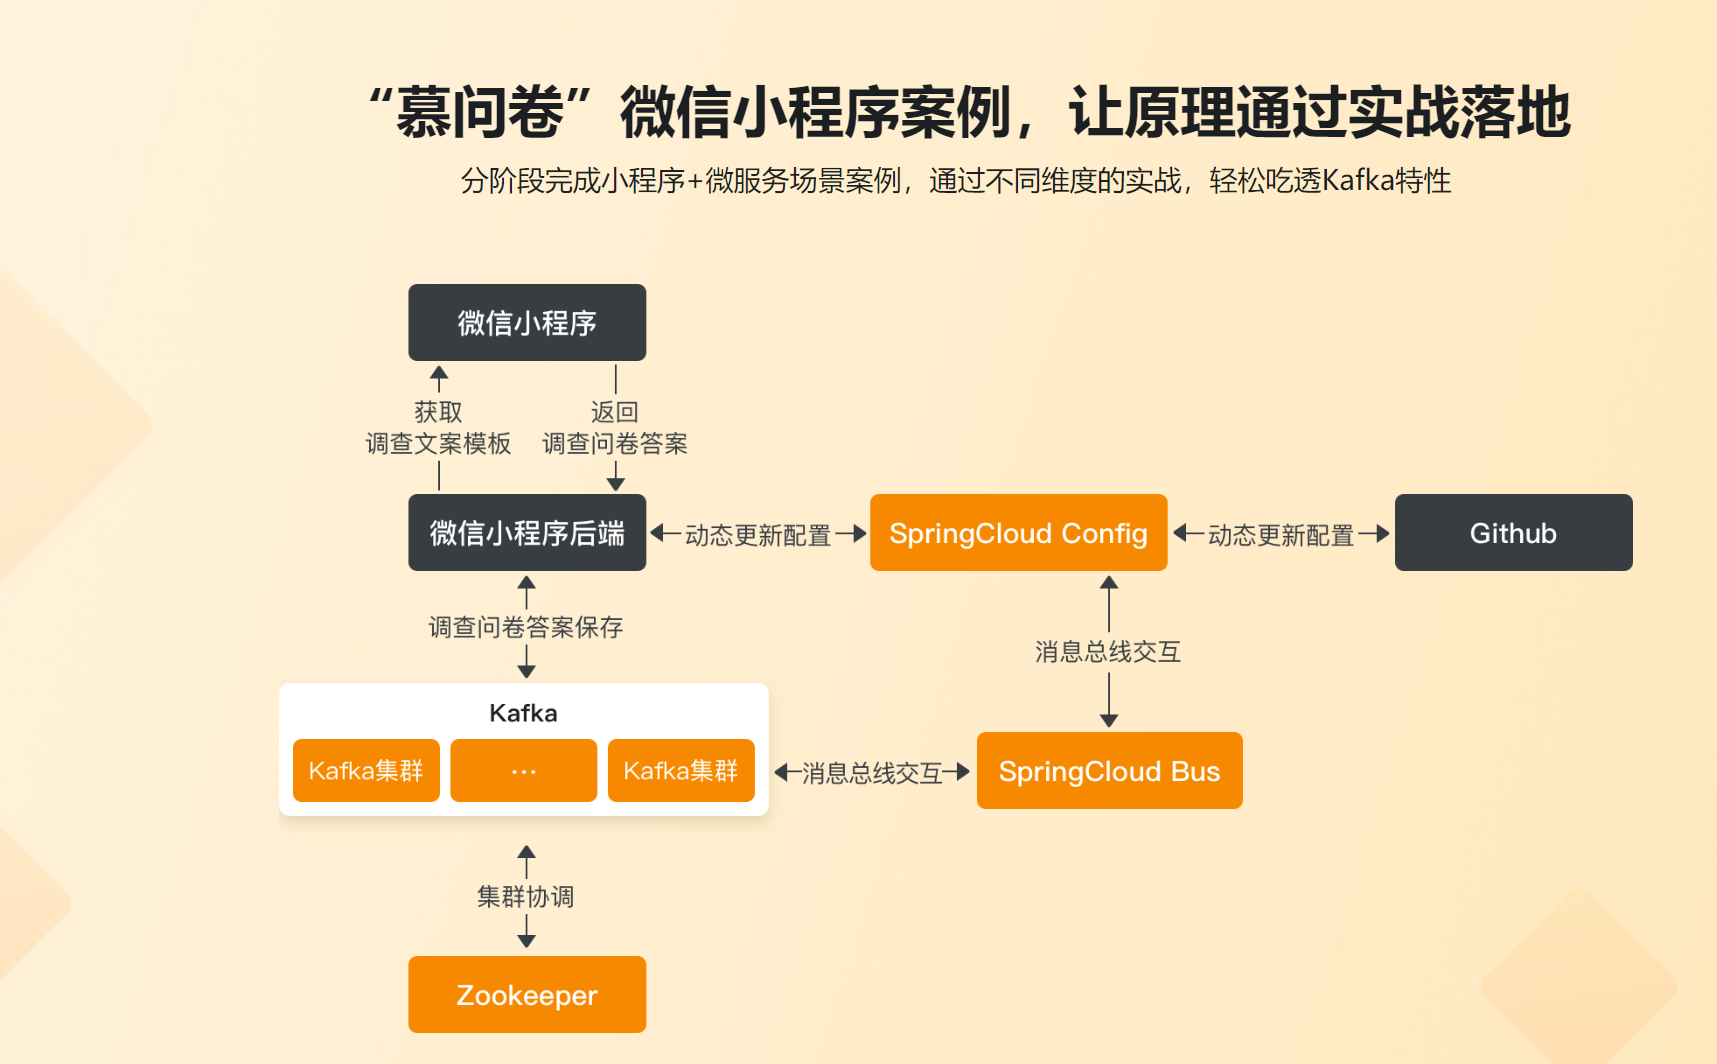 “慕问卷”微信小程序案例，让原理通过实战落地
分阶段完成小程序+微服务场景案例，通过不同维度的实战，轻松吃透Kafka特性
微信小程序
获取
调查文案模板
返回
调查问卷答案
微信小程序后端
动态更新配置
SpringCloud Config
动态更新配置
Github
调查问卷答案保存
消息总线交互
Kafka
Kafka集群
...
Kafka集群
消息总线交互
SpringCloud Bus
集群协调
Zookeeper